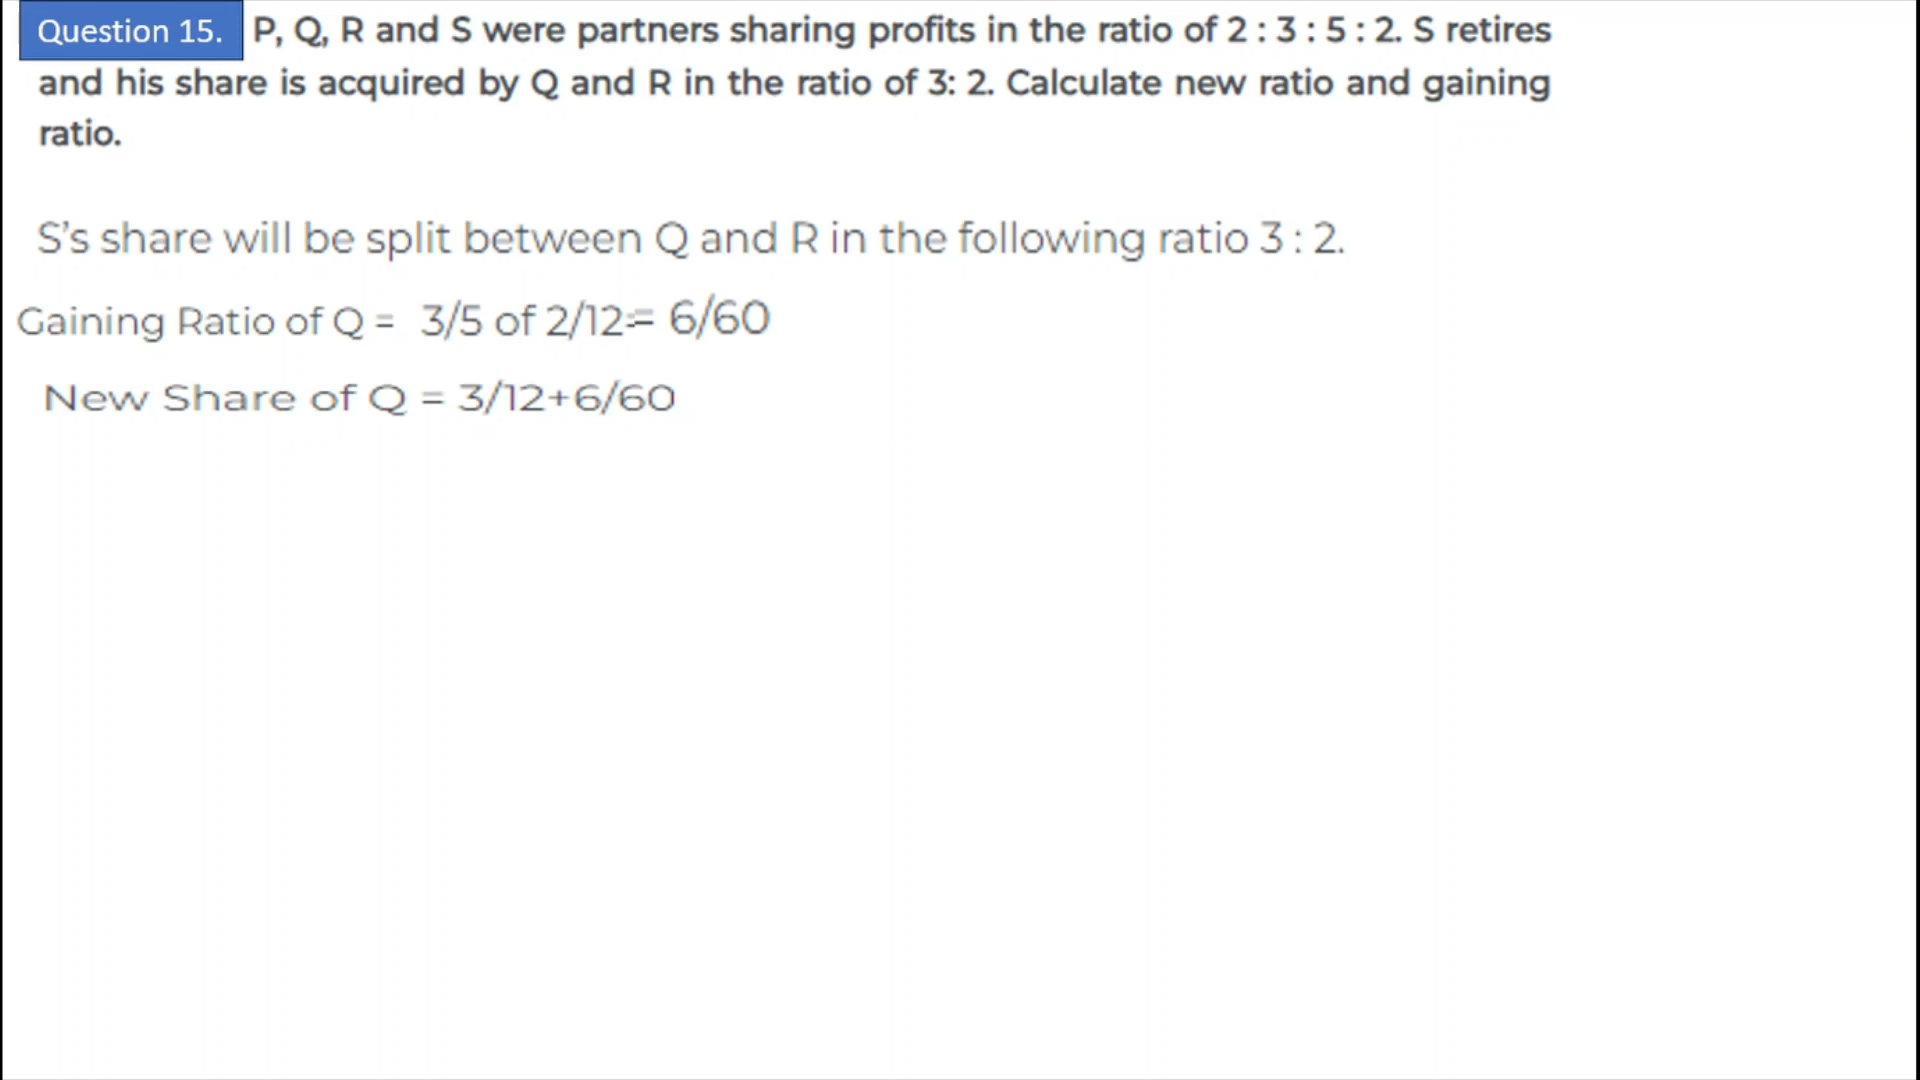 Question 15. P, Q, R and S were partners sharing profits in the ratio of 2 : 3 : 5 : 2. S retires
and his share is acquired by Q and R in the ratio of 3: 2. Calculate new ratio and gaining
ratio.
S’s share will be split between Q and R in the following ratio 3 : 2.
Gaining Ratio of Q = 3/5 of 2/12= 6/60
New Share of Q = 3/12+6/60